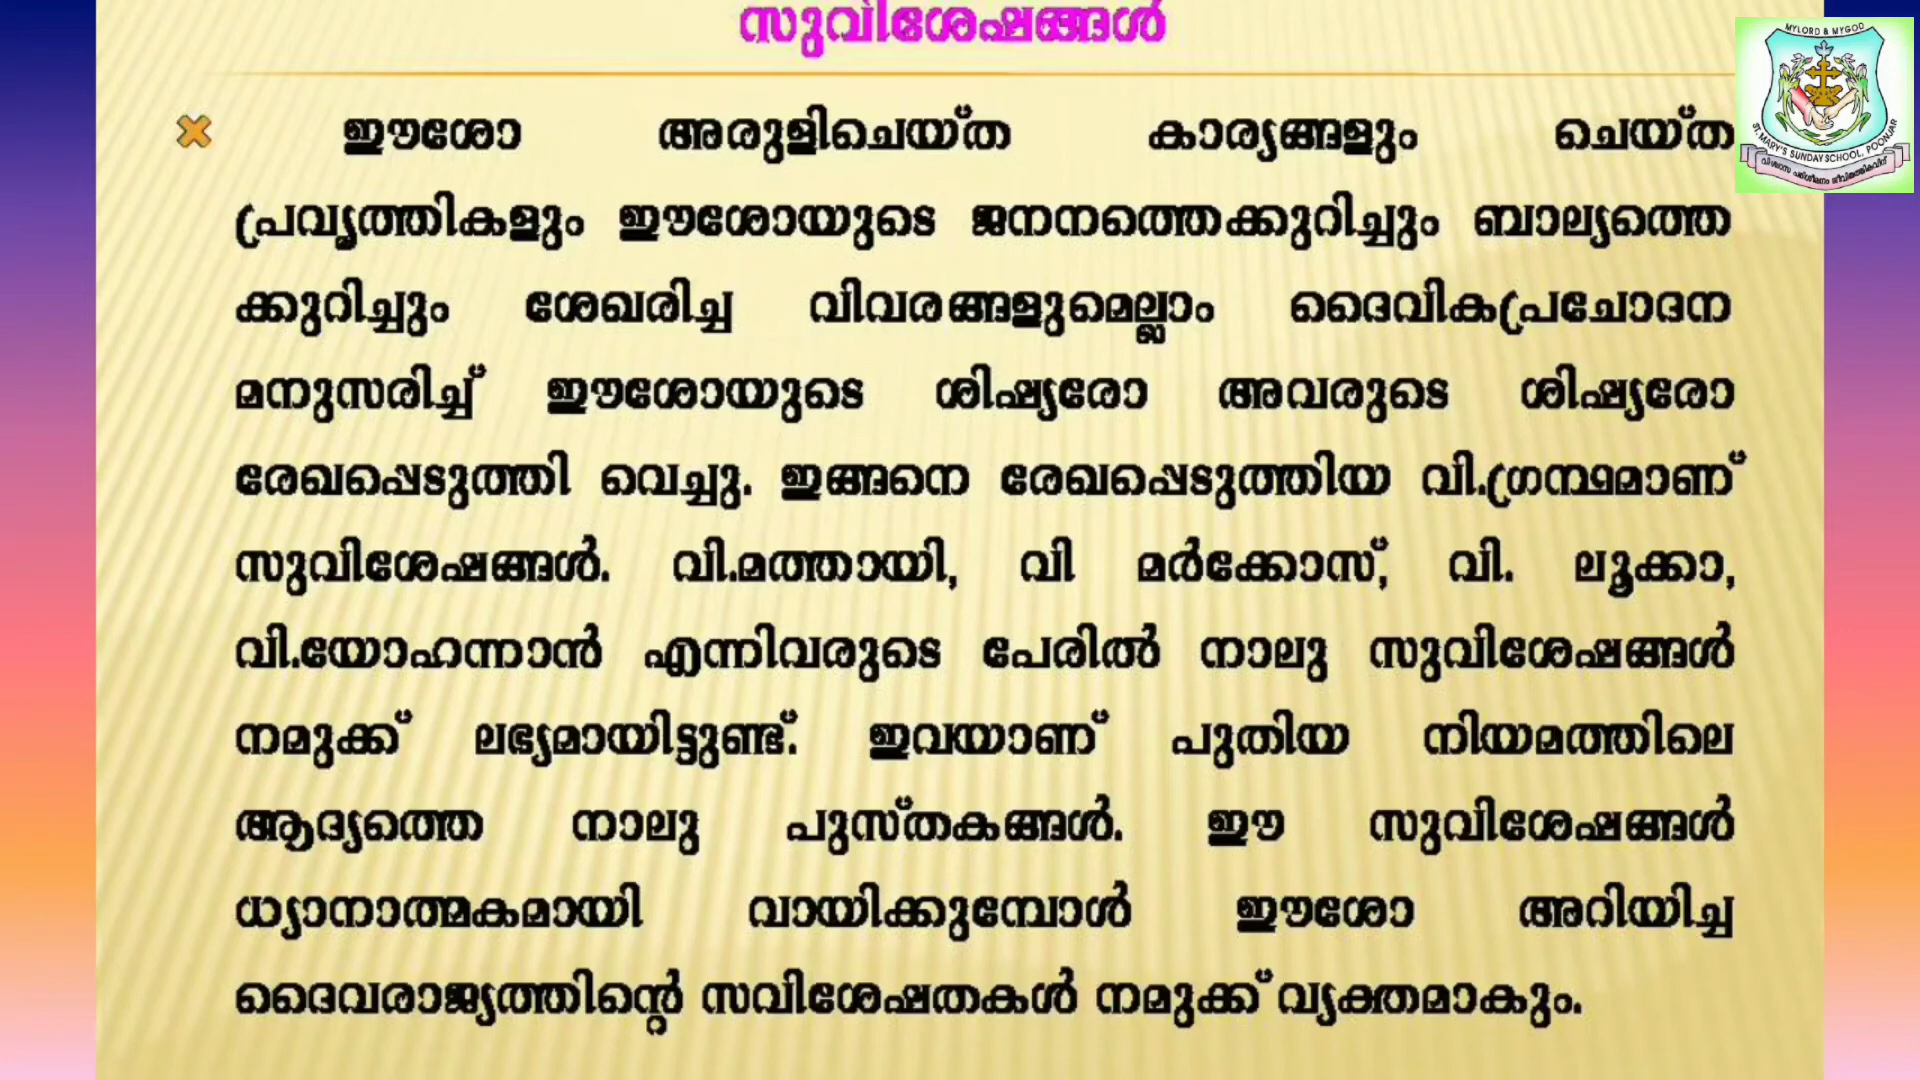 സുവിശേഷങ്ങൾ
MYLORD & MYGOD
ST. MARY'S SUNDAY SCHOOL, POONJAR
ഈശോ അരുളിചെയ്ത കാര്യങ്ങളും ചെയ്ത
പ്രവൃത്തികളും ഈശോയുടെ ജനനത്തെക്കുറിച്ചും ബാല്യത്തെ
ക്കുറിച്ചും ശേഖരിച്ച വിവരങ്ങളുമെല്ലാം ദൈവികപ്രചോദന
മനുസരിച്ച് ഈശോയുടെ ശിഷ്യരോ അവരുടെ ശിഷ്യരോ
രേഖപ്പെടുത്തി വെച്ചു. ഇങ്ങനെ രേഖപ്പെടുത്തിയ വി.ഗ്രന്ഥമാണ്
സുവിശേഷങ്ങൾ. വി.മത്തായി, വി മർക്കോസ്, വി. ലൂക്കാ,
വി.യോഹന്നാൻ എന്നിവരുടെ പേരിൽ നാലു സുവിശേഷങ്ങൾ
നമുക്ക് ലഭ്യമായിട്ടുണ്ട്. ഇവയാണ് പുതിയ നിയമത്തിലെ
ആദ്യത്തെ നാലു പുസ്തകങ്ങൾ. ഈ സുവിശേഷങ്ങൾ
ധ്യാനാത്മകമായി വായിക്കുമ്പോൾ ഈശോ അറിയിച്ച
ദൈവരാജ്യത്തിന്റെ സവിശേഷതകൾ നമുക്ക് വ്യക്തമാകും.